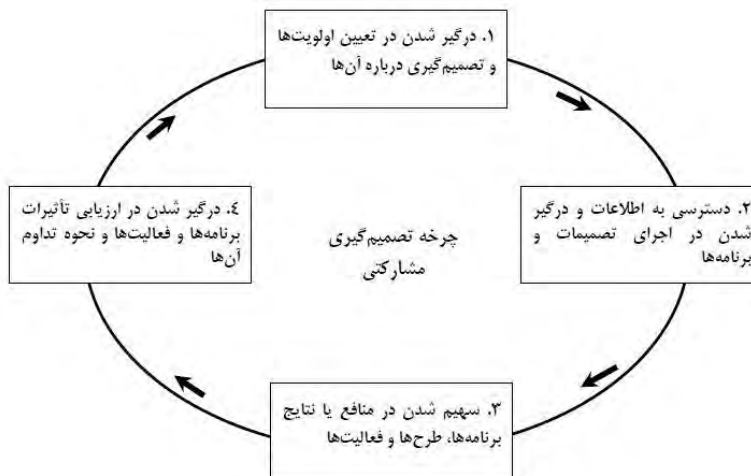 ۱. درگیر شدن در تعیین اولویت‌ها
و تصمیم‌گیری درباره آن‌ها
۲. دسترسی به اطلاعات و درگیر
شدن در اجرای تصمیمات و
برنامه‌ها
۳. سهیم شدن در منافع یا نتایج
برنامه‌ها، طرح‌ها و فعالیت‌ها
۴. درگیر شدن در ارزیابی تأثیرات
برنامه‌ها و فعالیت‌ها و نحوه تداوم
آن‌ها
چرخه تصمیم‌گیری
مشارکتی